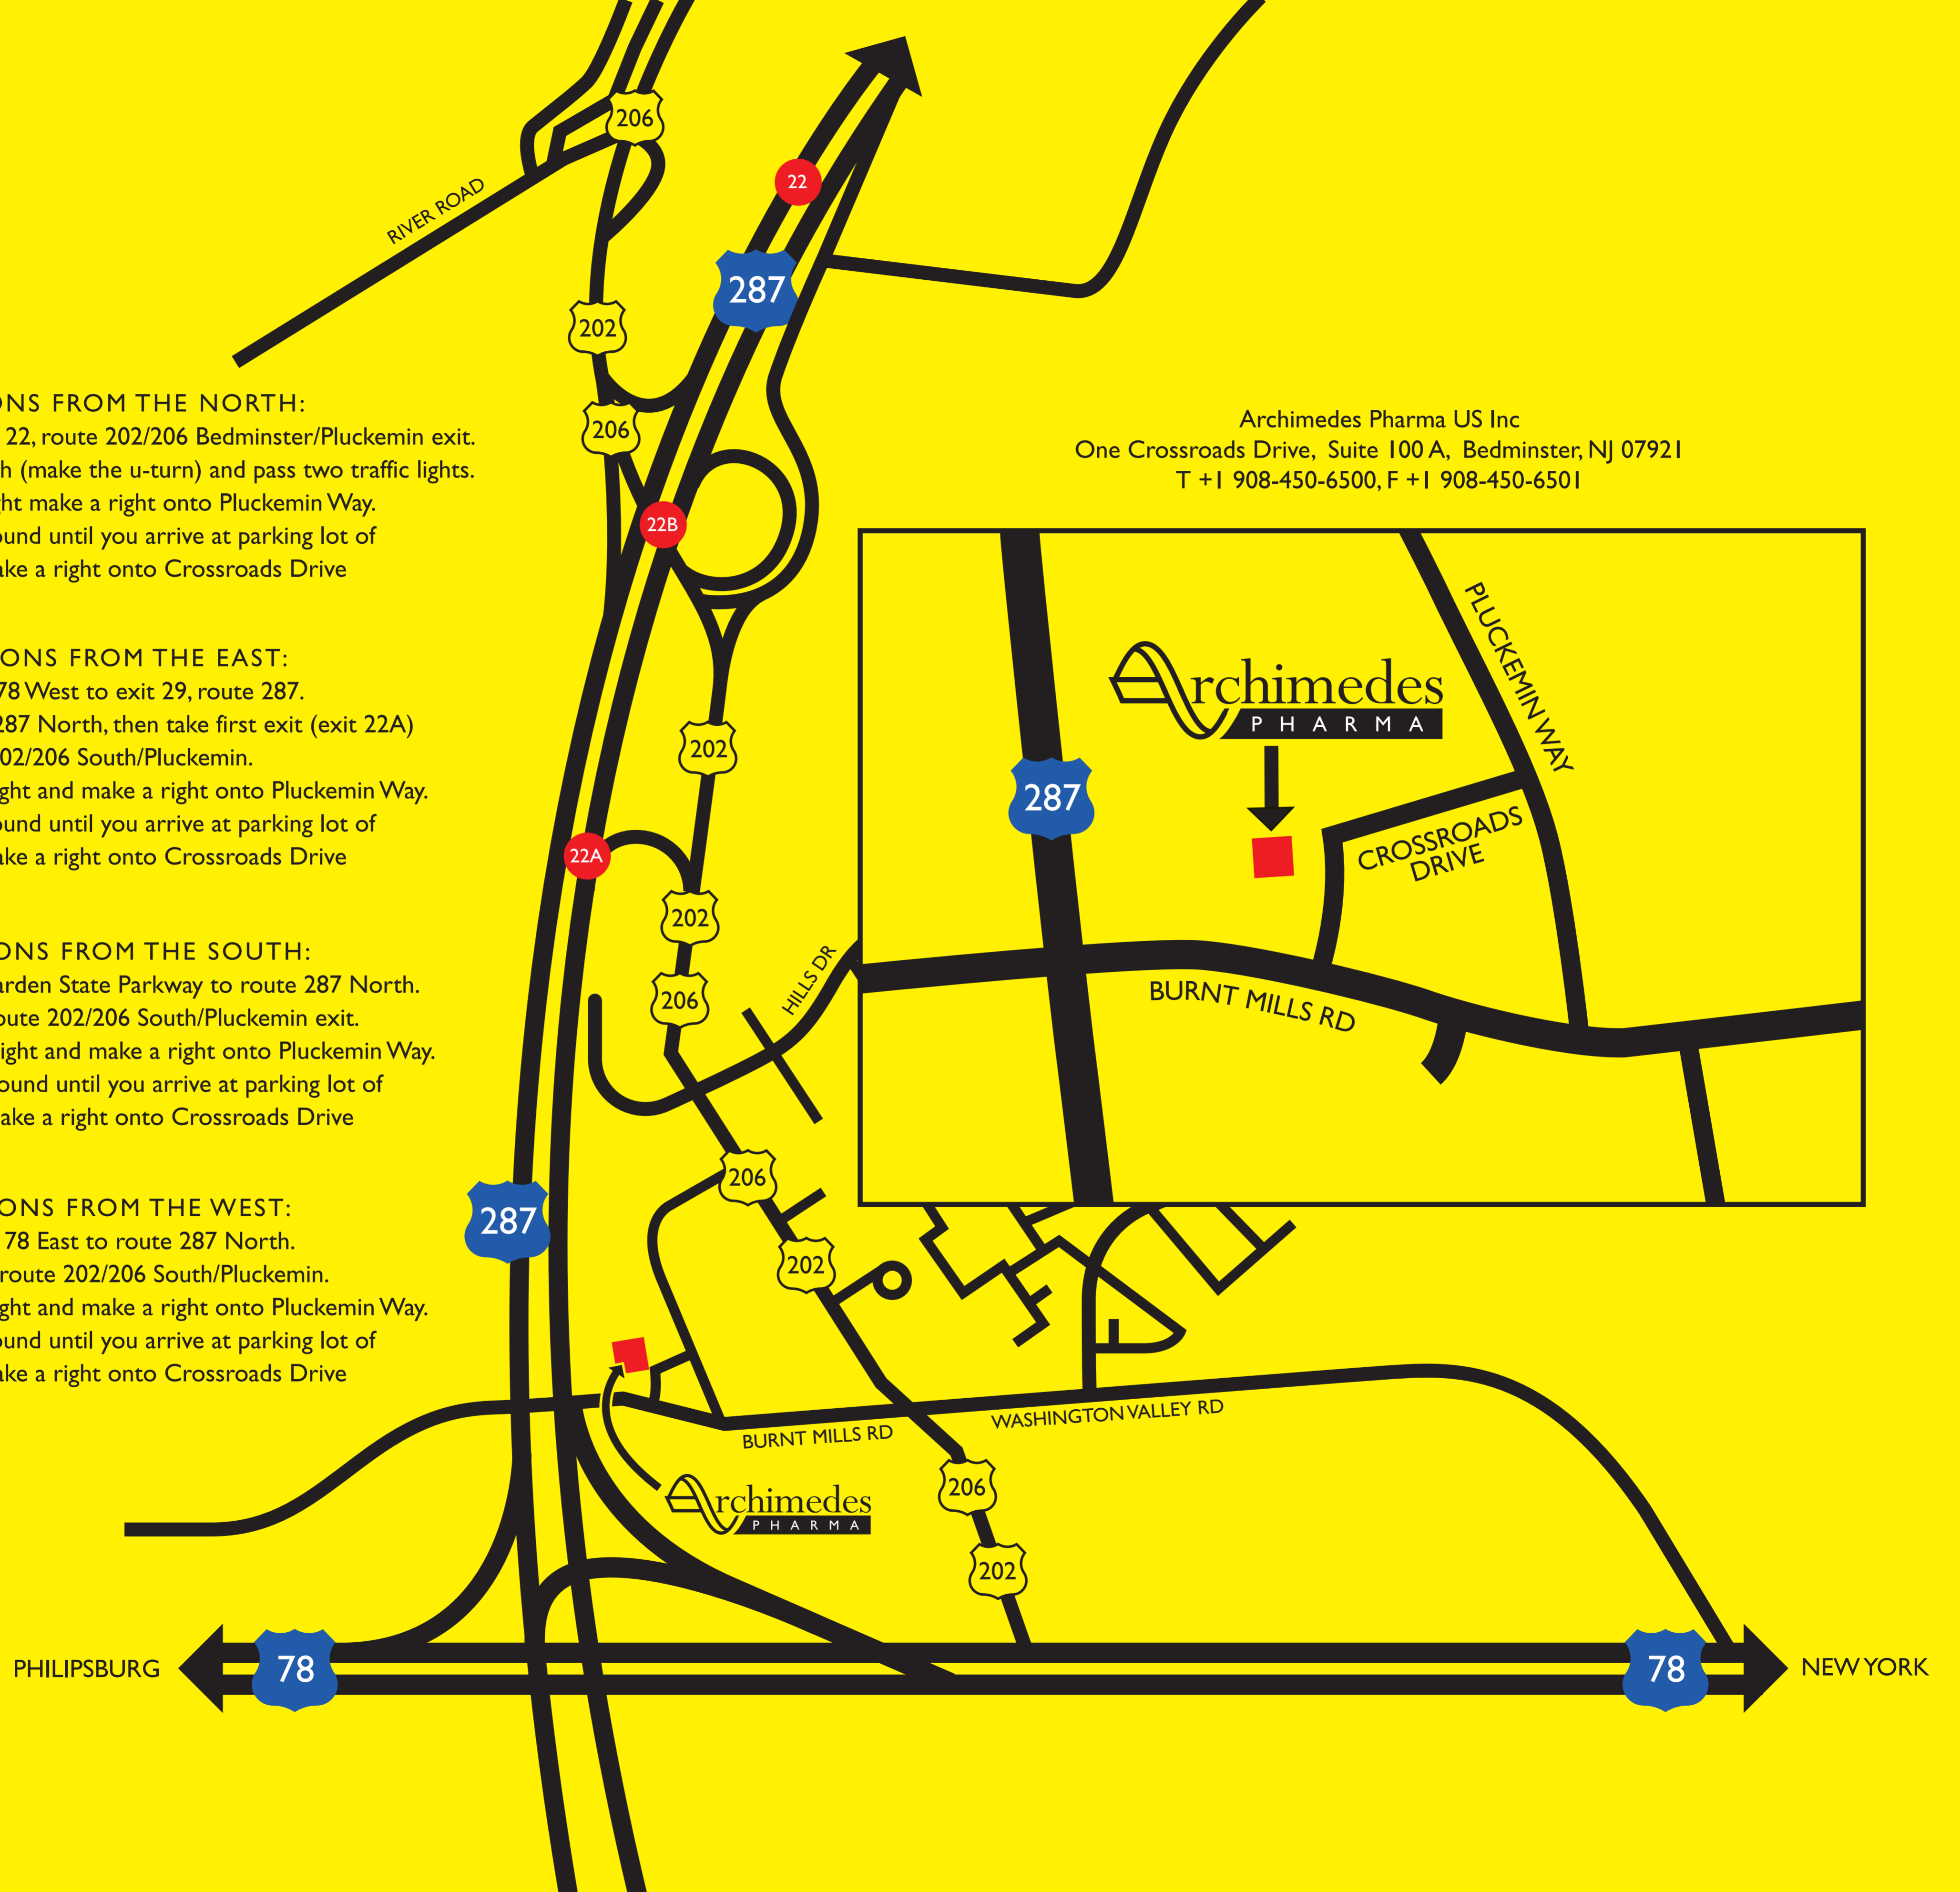 206
22
RIVER ROAD
287
202
ONS FROM THE NORTH:
22, route 202/206 Bedminster/Pluckemin exit.
h (make the u-turn) and pass two traffic lights.
ght make a right onto Pluckemin Way.
ound until you arrive at parking lot of
ake a right onto Crossroads Drive
206
22B
Archimedes Pharma US Inc
One Crossroads Drive, Suite 100 A, Bedminster, NJ 07921
T +1 908-450-6500, F +1 908-450-6501
ONS FROM THE EAST:
78 West to exit 29, route 287.
287 North, then take first exit (exit 22A)
02/206 South/Pluckemin.
ght and make a right onto Pluckemin Way.
ound until you arrive at parking lot of
ake a right onto Crossroads Drive
202
22A
202
206
HILLS DR
Archimedes
PHARMA
PLUCKEMIN WAY
287
CROSSROADS
DRIVE
BURNT MILLS RD
ONS FROM THE SOUTH:
arden State Parkway to route 287 North.
oute 202/206 South/Pluckemin exit.
ight and make a right onto Pluckemin Way.
ound until you arrive at parking lot of
ake a right onto Crossroads Drive
ONS FROM THE WEST:
78 East to route 287 North.
route 202/206 South/Pluckemin.
ght and make a right onto Pluckemin Way.
ound until you arrive at parking lot of
ake a right onto Crossroads Drive
206
287
202
WASHINGTON VALLEY RD
BURNT MILLS RD
206
Archimedes
PHARMA
202
PHILIPSBURG
78
78
NEW YORK